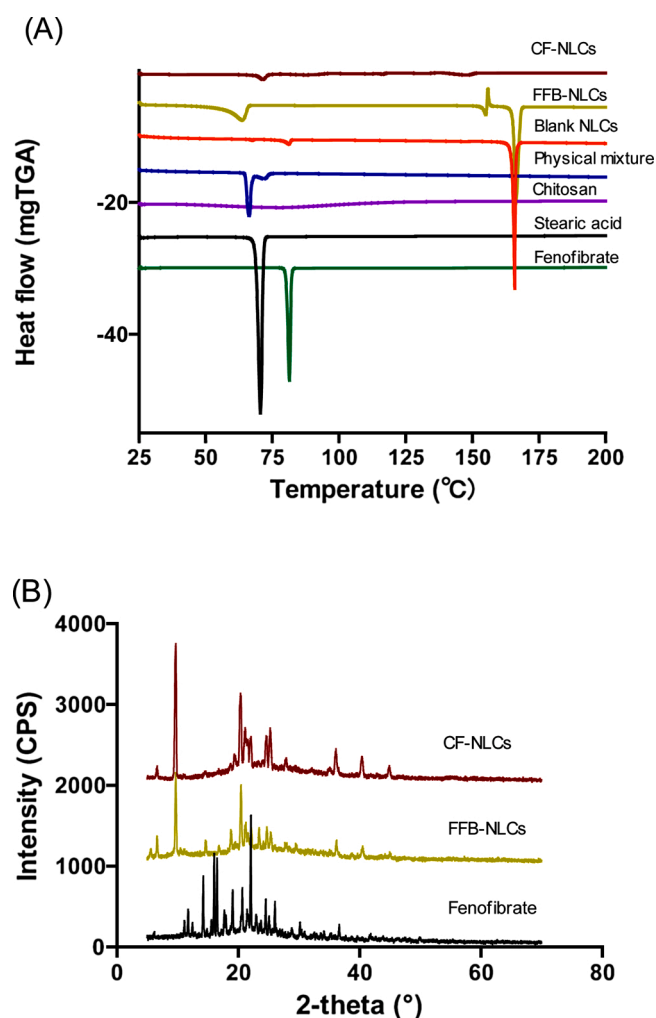 (A)
CF-NLCs
FFB-NLCs
Blank NLCs
Physical mixture
Chitosan
Stearic acid
Fenofibrate
Heat flow (mgTGA)
-20
-40
25 50 75 100 125 150 175 200
Temperature (℃)
(B)
Intensity (CPS)
4000
3000
2000
1000
0
CF-NLCs
FFB-NLCs
Fenofibrate
0 20 40 60 80
2-theta (°)